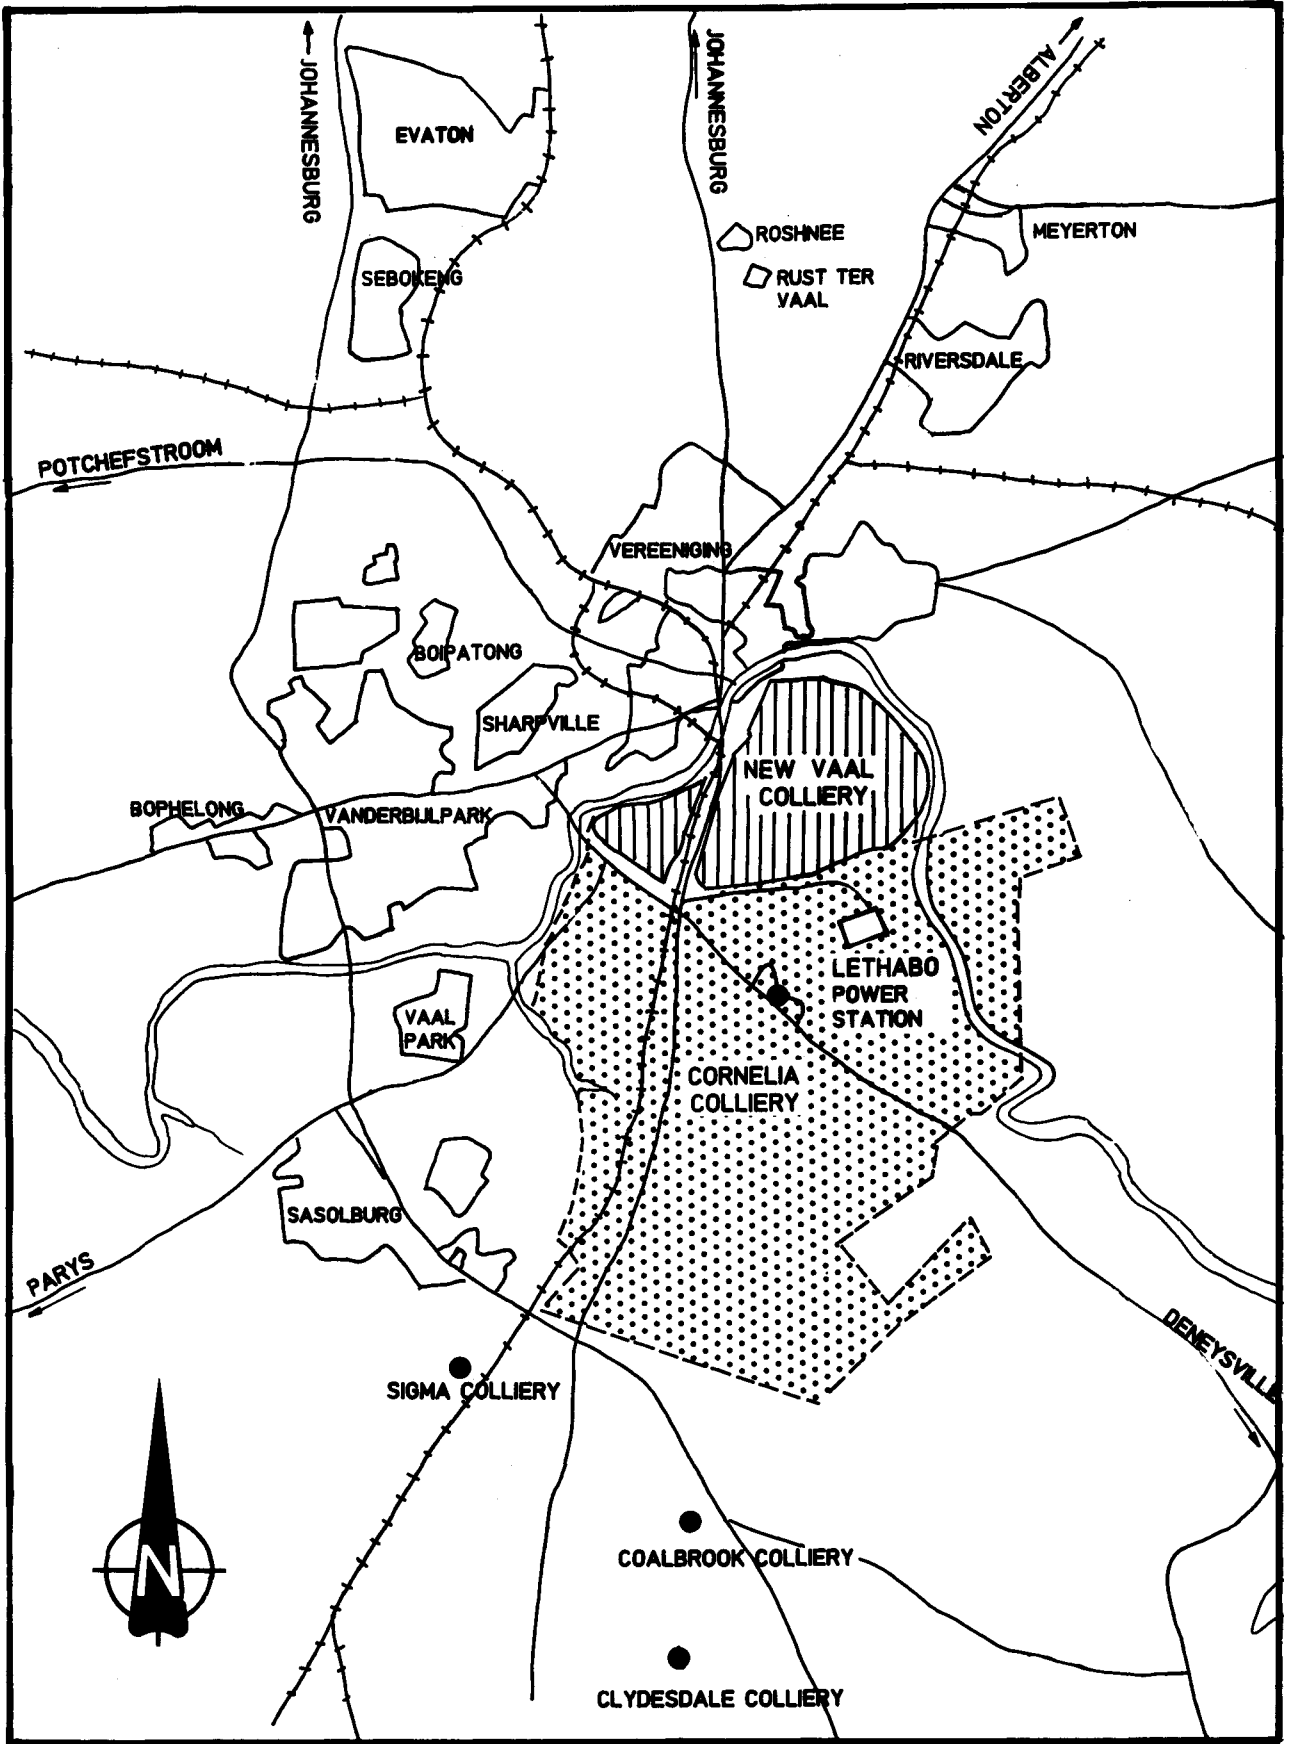 JOHANNESBURG
JOHANNESBURG
ALBERTON
EVATON
ROSHNEE
MEYERTON
SEBOKENG
RUST TER
VAAL
RIVERSDALE
POTCHEFSTROOM
VEREENIGING
BOIPATONG
SHARPVILLE
NEW VAAL
COLLIERY
BOPHELONG
VANDERBIJLPARK
LETHABO
POWER
STATION
VAAL
PARK
CORNELIA
COLLIERY
SASOLBURG
PARYS
DENEYSVILLE
SIGMA COLLIERY
COALBROOK COLLIERY
N
CLYDESDALE COLLIERY